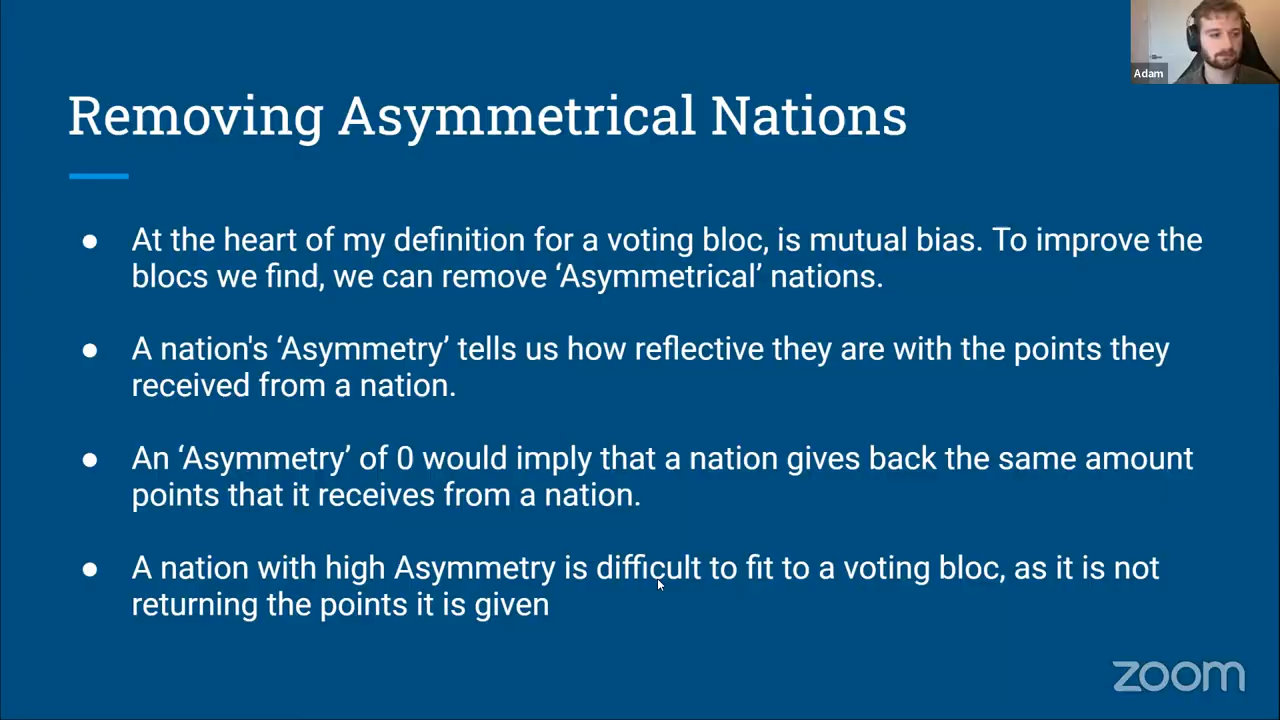 Adam
Removing Asymmetrical Nations
● At the heart of my definition for a voting bloc, is mutual bias. To improve the
blocs we find, we can remove ‘Asymmetrical’ nations.
● A nation's ‘Asymmetry’ tells us how reflective they are with the points they
received from a nation.
● An ‘Asymmetry’ of 0 would imply that a nation gives back the same amount
points that it receives from a nation.
● A nation with high Asymmetry is difficult to fit to a voting bloc, as it is not
returning the points it is given
zoom